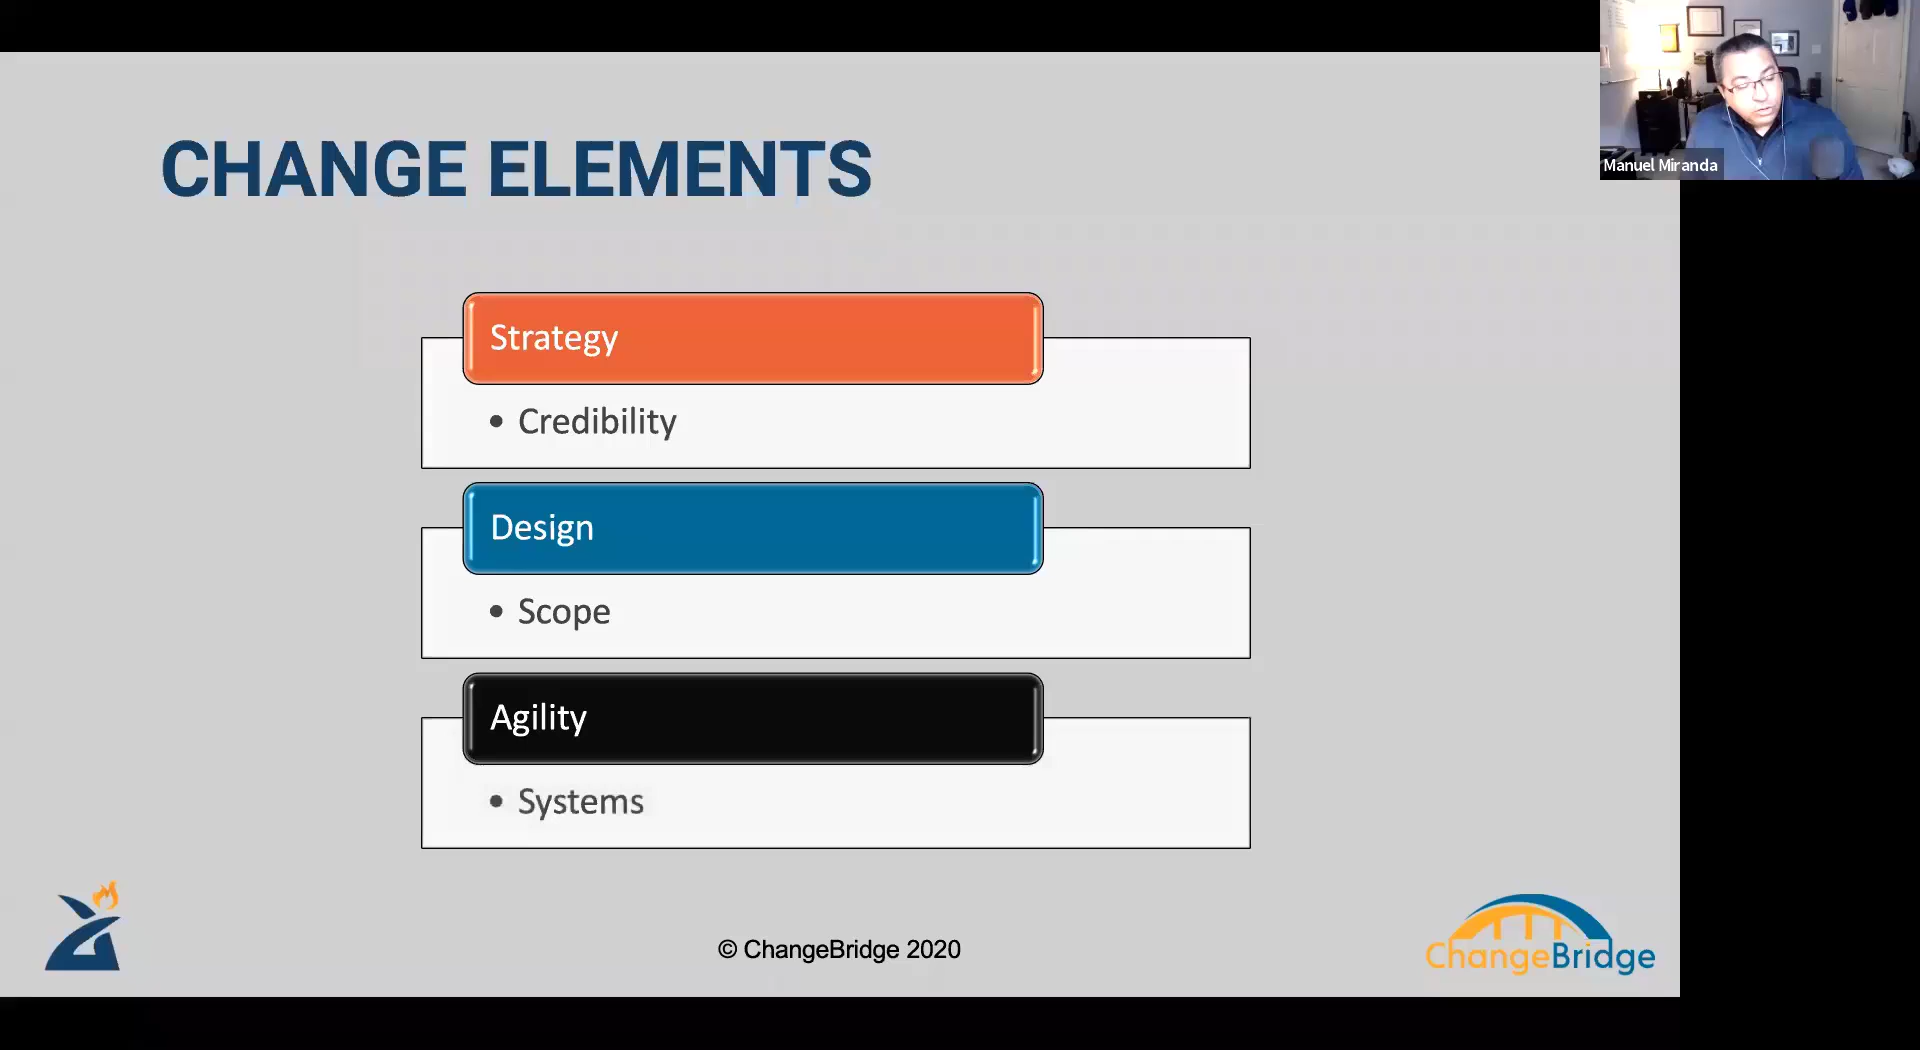 CHANGE ELEMENTS
Manuel Miranda
Strategy
• Credibility
Design
• Scope
Agility
• Systems
© ChangeBridge 2020
ChangeBridge